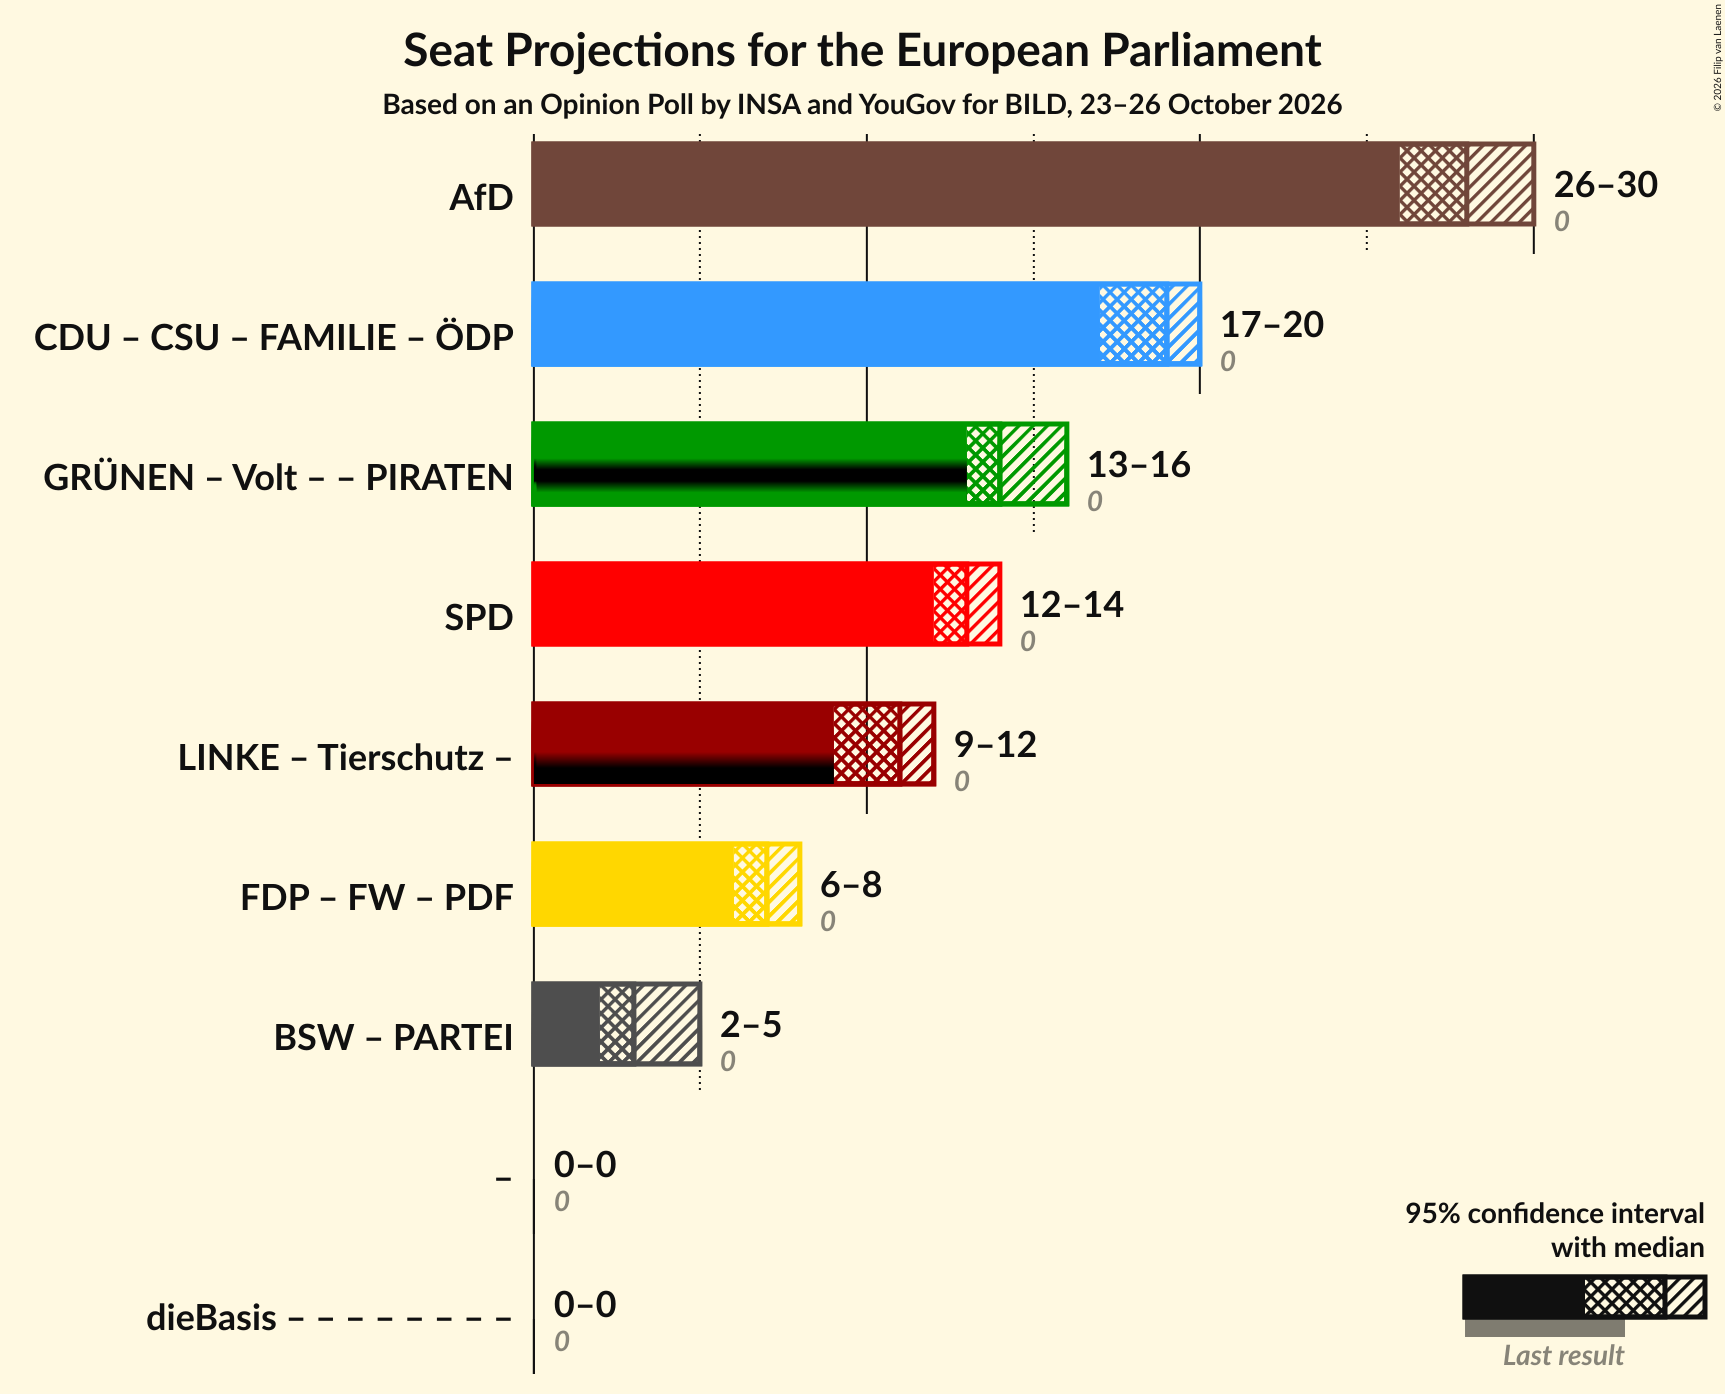 Seat Projections for the European Parliament
Based on an Opinion Poll by INSA and YouGov for BILD, 23–26 October 2026
© 2026 Filip van Laenen
AfD
26–30
0
CDU – CSU – FAMILIE – ÖDP
17–20
0
GRÜNEN – Volt – – PIRATEN
13–16
0
SPD
12–14
0
LINKE – Tierschutz –
9–12
0
FDP – FW – PDF
6–8
0
BSW – PARTEI
2–5
0
–
0–0
0
dieBasis – – – – – – – –
0–0
0
95% confidence interval
with median
Last result